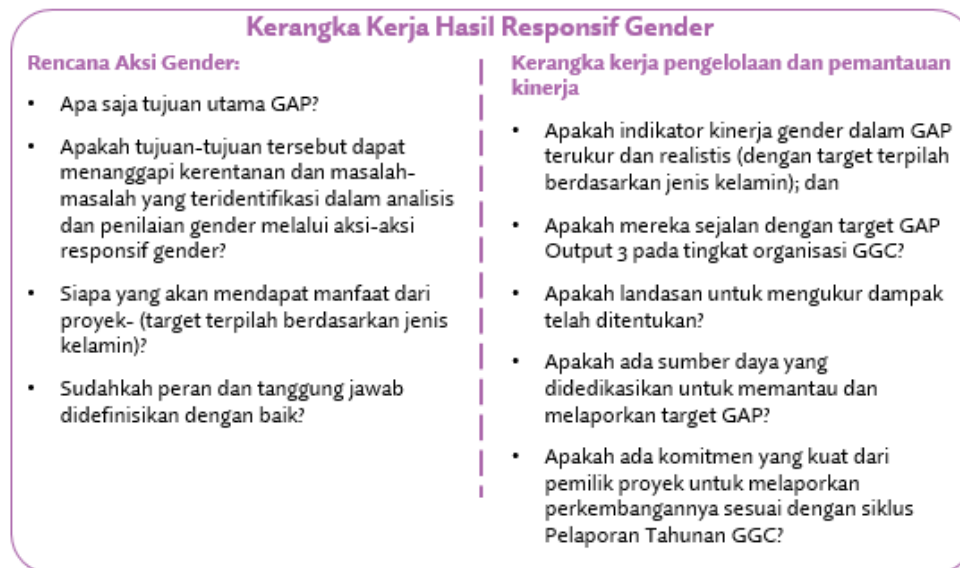 Kerangka Kerja Hasil Responsif Gender
Rencana Aksi Gender:
• Apa saja tujuan utama GAP?
• Apakah tujuan-tujuan tersebut dapat
menanggapi kerentanan dan masalah-
masalah yang teridentifikasi dalam analisis
dan penilaian gender melalui aksi-aksi
responsif gender?
• Siapa yang akan mendapat manfaat dari
proyek- (target terpilah berdasarkan jenis
kelamin)?
• Sudahkah peran dan tanggung jawab
didefinisikan dengan baik?
Kerangka kerja pengelolaan dan pemantauan
kinerja
• Apakah indikator kinerja gender dalam GAP
terukur dan realistis (dengan target terpilah
berdasarkan jenis kelamin); dan
• Apakah mereka sejalan dengan target GAP
Output 3 pada tingkat organisasi GGC?
• Apakah landasan untuk mengukur dampak
telah ditentukan?
• Apakah ada sumber daya yang
didedikasikan untuk memantau dan
melaporkan target GAP?
• Apakah ada komitmen yang kuat dari
pemilik proyek untuk melaporkan
perkembangannya sesuai dengan siklus
Pelaporan Tahunan GGC?